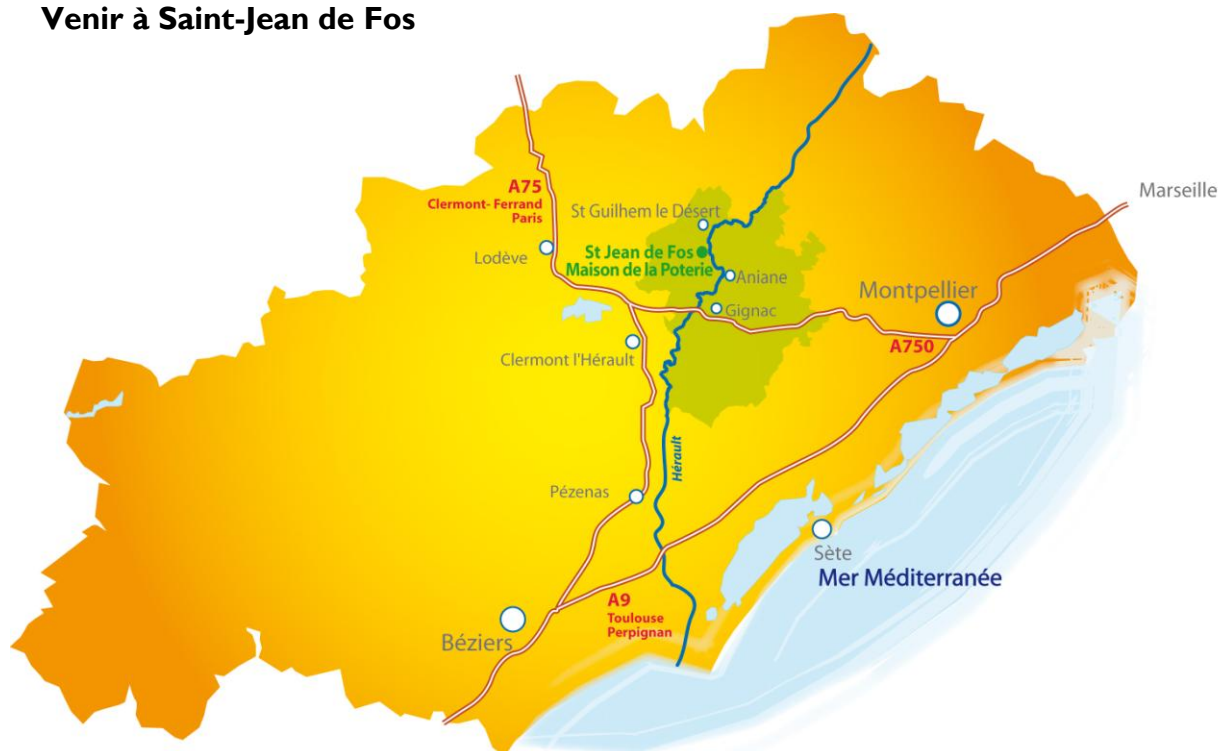 Venir à Saint-Jean de Fos
Marseille
A75
Clermont- Ferrand
Paris
St Guilhem le Désert
Lodève
St Jean de Fos
Maison de la Poterie
Aniane
Montpellier
Gignac
A750
Clermont l'Hérault
Hérault
Pézenas
Sète
Mer Méditerranée
A9
Toulouse
Perpignan
Béziers